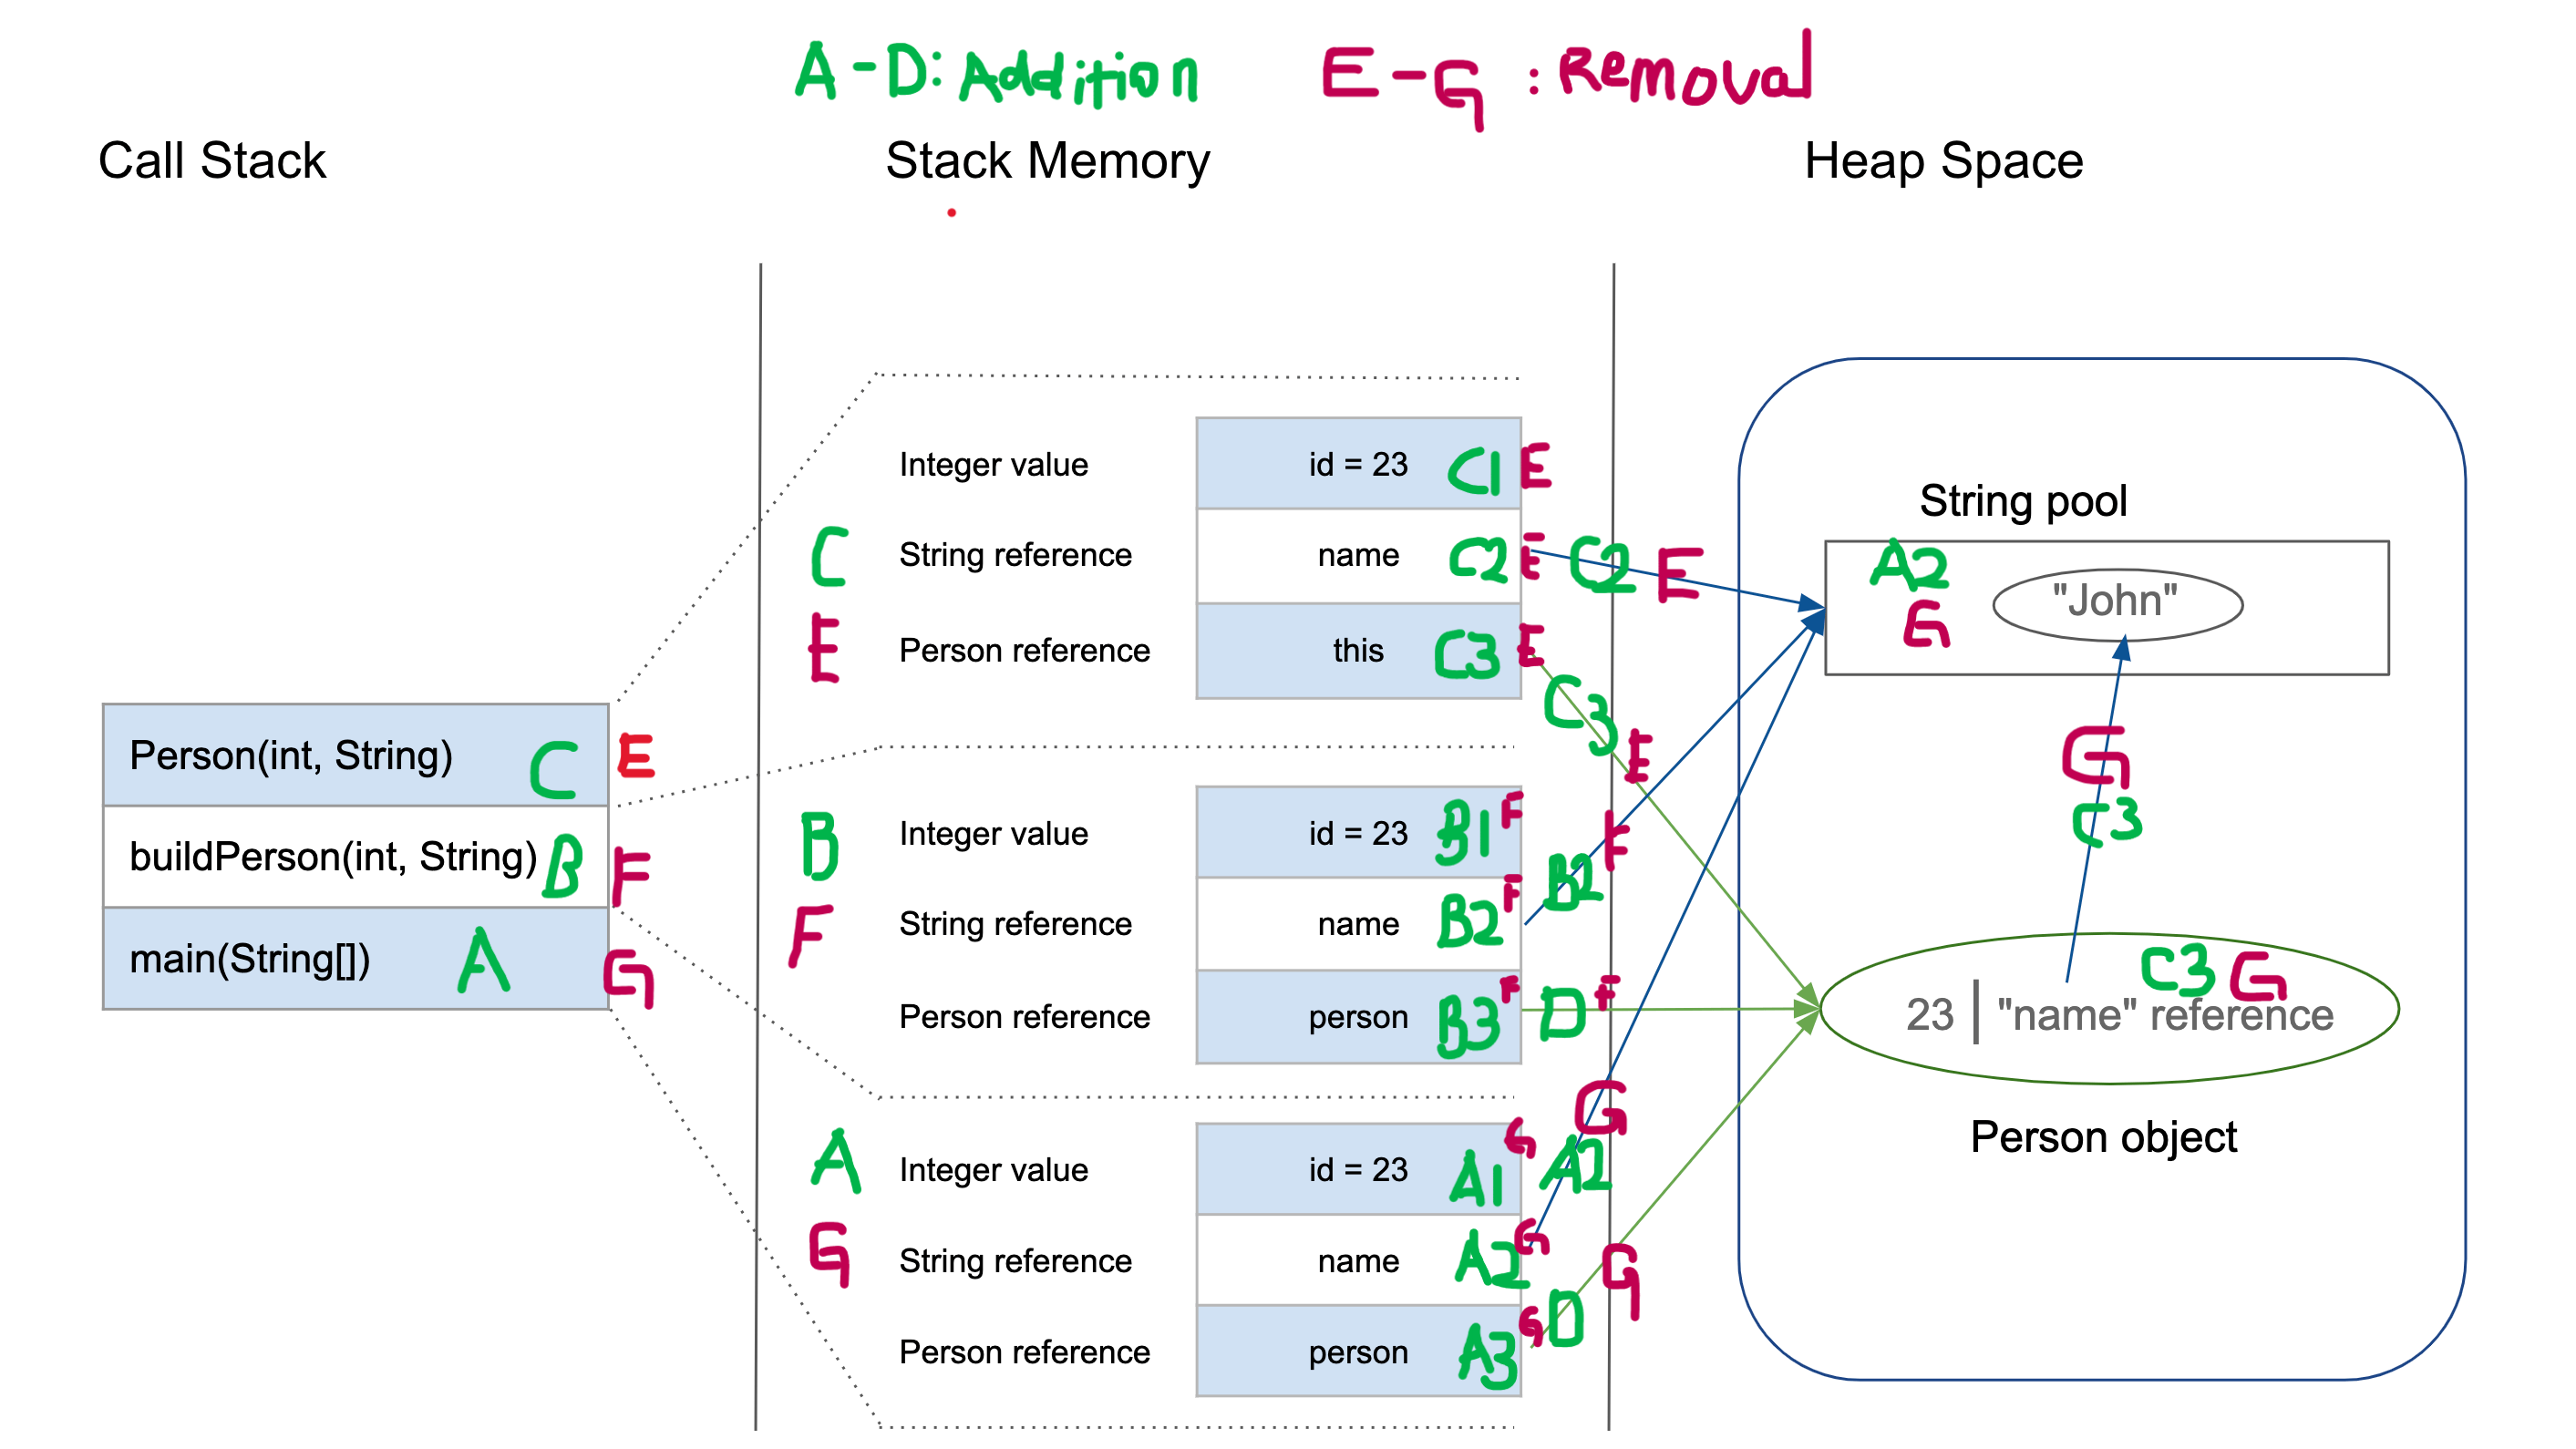 A-D: Addition
E-G : Removal
Call Stack
Stack Memory
Heap Space
Integer value
id = 23
C1
E
C
String reference
name
C2
E
C2
E
E
Person reference
this
C3
E
C3
E
Person(int, String)
C
E
buildPerson(int, String)
B
F
main(String[])
A
G
B
Integer value
id = 23
B1
F
F
String reference
name
B2
F
B2
F
Person reference
person
B3
F
D
F
A
Integer value
id = 23
A1
G
A2
G
G
String reference
name
A2
G
Person reference
person
A3
G
D
G
String pool
A2
G
"John"
G
C3
C3
G
23 | "name" reference
Person object